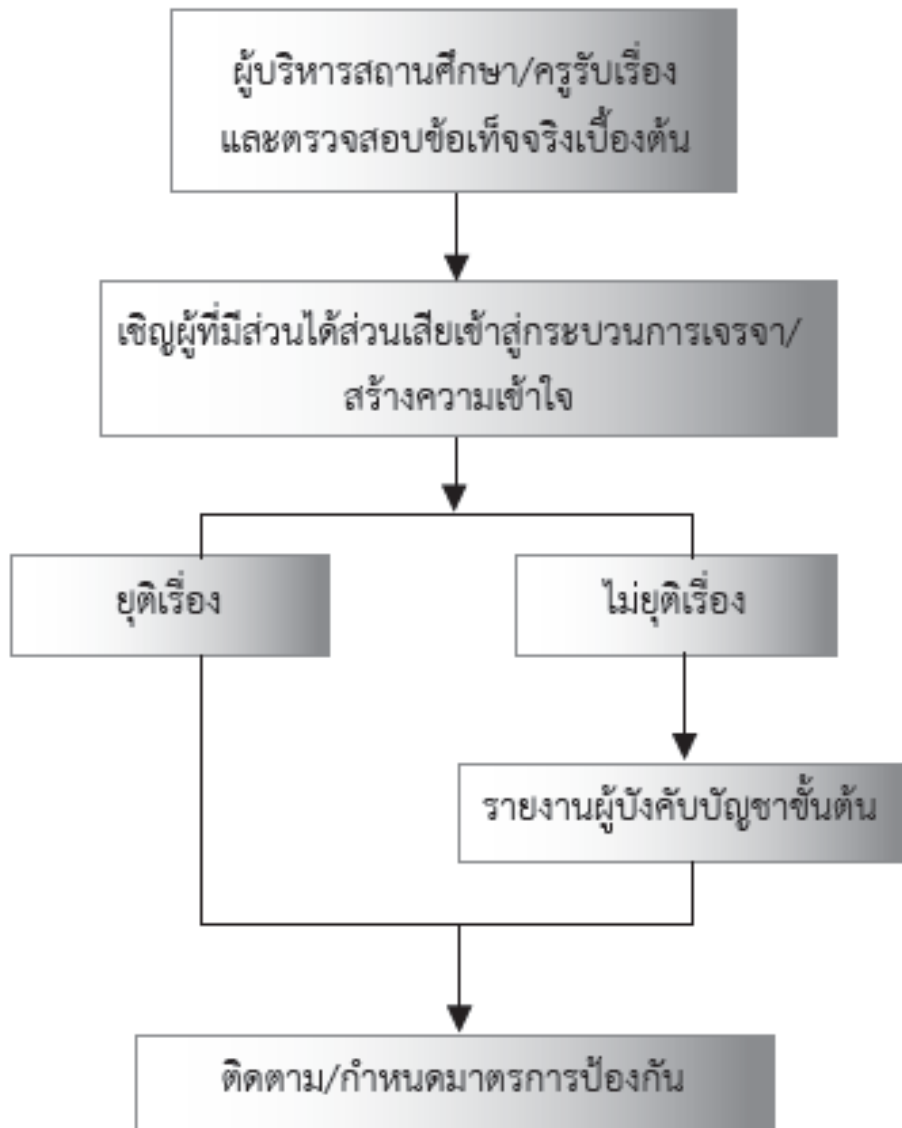 ผู้บริหารสถานศึกษา/ครูรับเรื่อง
และตรวจสอบข้อเท็จจริงเบื้องต้น
เชิญผู้ที่มีส่วนได้ส่วนเสียเข้าสู่กระบวนการเจรจา/
สร้างความเข้าใจ
ยุติเรื่อง
ไม่ยุติเรื่อง
รายงานผู้บังคับบัญชาชั้นต้น
ติดตาม/กำหนดมาตรการป้องกัน